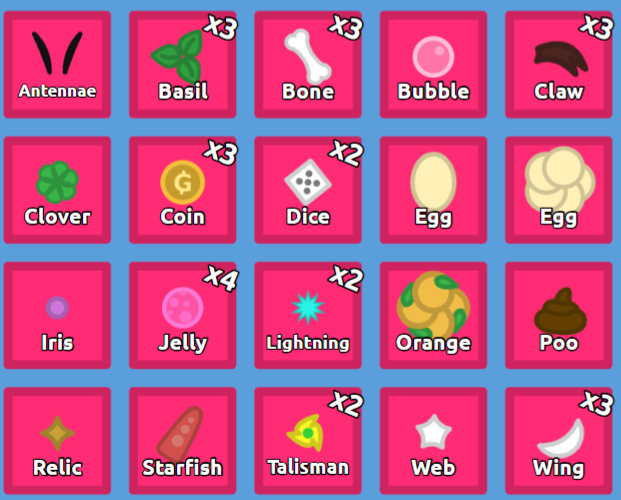 Antennae
x3
Basil
x3
Bone
Bubble
x3
Claw
Clover
x3
G
Coin
x2
Dice
Egg
Egg
Iris
x4
Jelly
x2
Lightning
Orange
Poo
Relic
Starfish
x2
Talisman
Web
x3
Wing